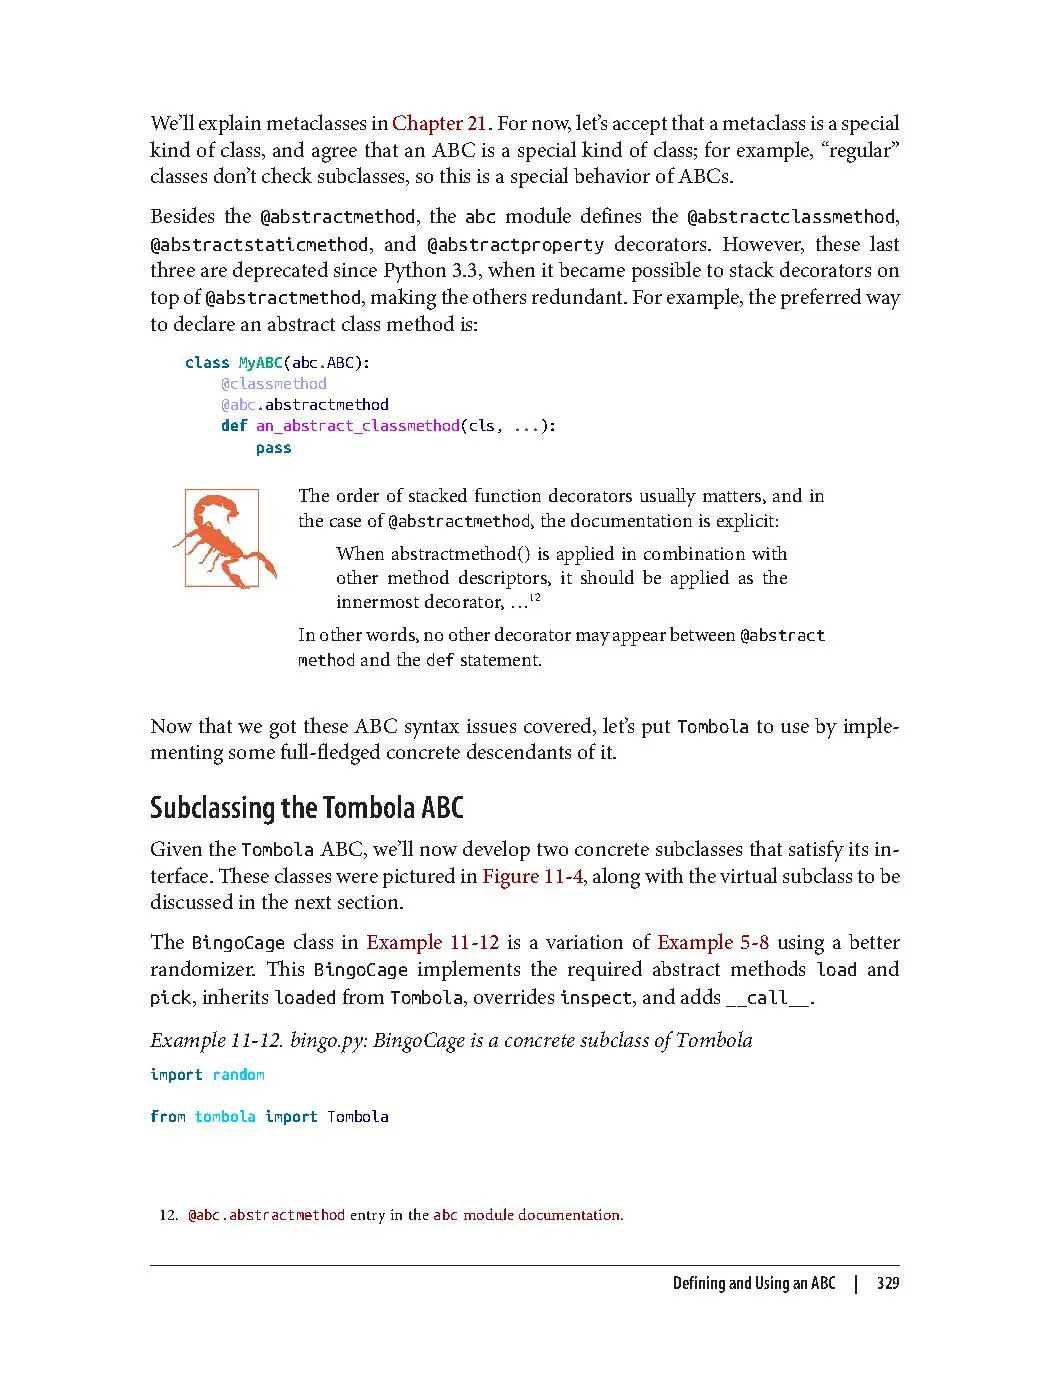 We’ll explain metaclasses in Chapter 21. For now, let’s accept that a metaclass is a special
kind of class, and agree that an ABC is a special kind of class; for example, “regular”
classes don’t check subclasses, so this is a special behavior of ABCs.
Besides the @abstractmethod, the abc module defines the @abstractclassmethod,
@abstractstaticmethod, and @abstractproperty decorators. However, these last
three are deprecated since Python 3.3, when it became possible to stack decorators on
top of @abstractmethod, making the others redundant. For example, the preferred way
to declare an abstract class method is:
class MyABC(abc.ABC):
    @classmethod
    @abc.abstractmethod
    def an_abstract_classmethod(cls, ...):
        pass
The order of stacked function decorators usually matters, and in
the case of @abstractmethod, the documentation is explicit:
When abstractmethod() is applied in combination with
other method descriptors, it should be applied as the
innermost decorator, …12
In other words, no other decorator may appear between @abstract
method and the def statement.
Now that we got these ABC syntax issues covered, let’s put Tombola to use by imple-
menting some full-fledged concrete descendants of it.
Subclassing the Tombola ABC
Given the Tombola ABC, we’ll now develop two concrete subclasses that satisfy its in-
terface. These classes were pictured in Figure 11-4, along with the virtual subclass to be
discussed in the next section.
The BingoCage class in Example 11-12 is a variation of Example 5-8 using a better
randomizer. This BingoCage implements the required abstract methods load and
pick, inherits loaded from Tombola, overrides inspect, and adds __call__.
Example 11-12. bingo.py: BingoCage is a concrete subclass of Tombola
import random
from tombola import Tombola
12. @abc.abstractmethod entry in the abc module documentation.
Defining and Using an ABC | 329